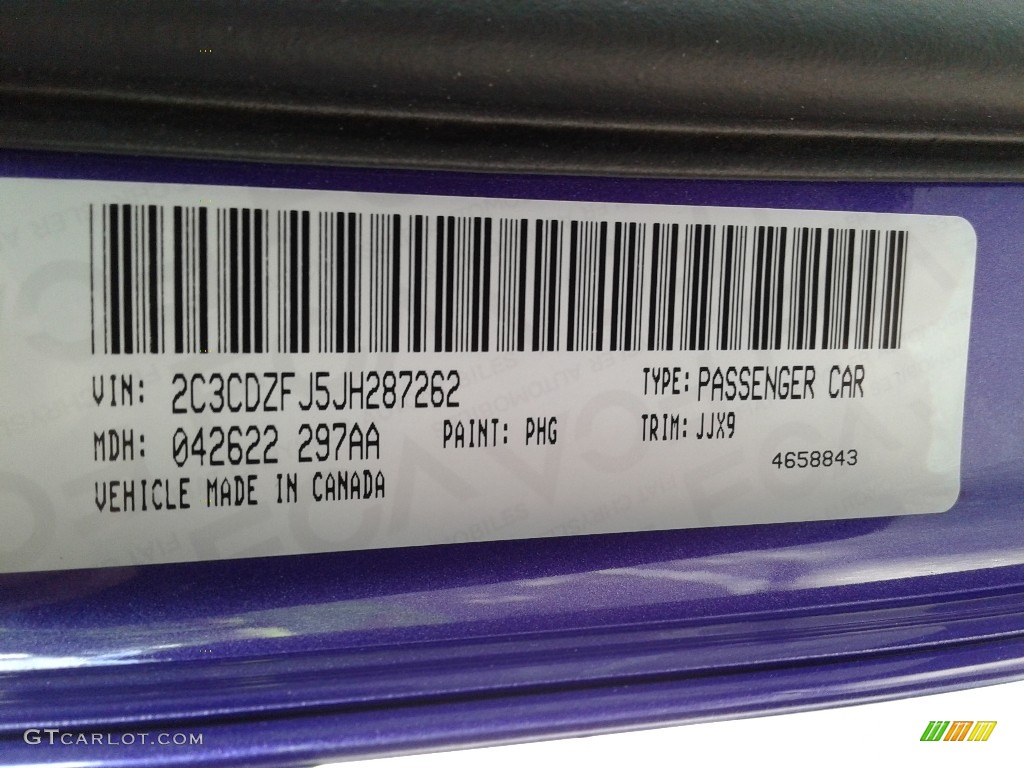 VIN: 2C3CDZFJ5JH287262 TYPE: PASSENGER CAR
MDH: 042622 297AA PAINT: PHG TRIM: JJX9
VEHICLE MADE IN CANADA 4658843
GTCARLOT.COM